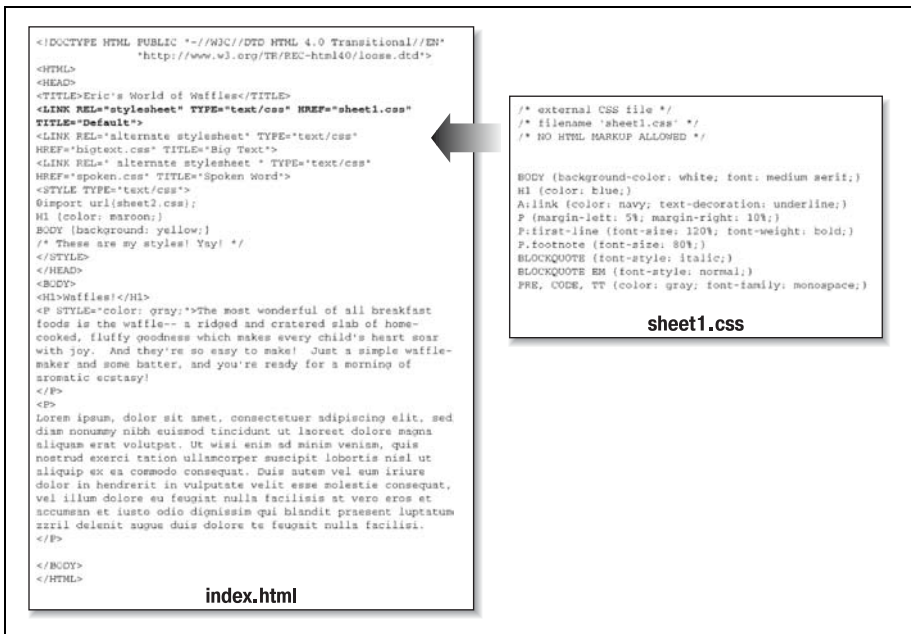 <!DOCTYPE HTML PUBLIC "-//W3C//DTD HTML 4.0 Transitional//EN"
"http://www.w3.org/TR/REC-html40/loose.dtd">
<HTML>
<HEAD>
<TITLE>Eric's World of Waffles</TITLE>
<LINK REL="stylesheet" TYPE="text/css" HREF="sheet1.css"
TITLE="Default">
<LINK REL="alternate stylesheet" TYPE="text/css"
HREF="bigtext.css" TITLE="Big Text">
<LINK REL=" alternate stylesheet " TYPE="text/css"
HREF="spoken.css" TITLE="Spoken Word">
<STYLE TYPE="text/css">
@import url(sheet2.css);
H1 {color: maroon;}
BODY {background: yellow;}
/* These are my styles! Yay! */
</STYLE>
</HEAD>
<BODY>
<H1>Waffles!</H1>
<P STYLE="color: gray;">The most wonderful of all breakfast
foods is the waffle-- a ridged and cratered slab of home-
cooked, fluffy goodness which makes every child's heart soar
with joy.  And they're so easy to make!  Just a simple waffle-
maker and some batter, and you're ready for a morning of
aromatic ecstasy!
</P>
<P>
Lorem ipsum, dolor sit amet, consectetuer adipiscing elit, sed
diam nonummy nibh euismod tincidunt ut laoreet dolore magna
aliquam erat volutpat. Ut wisi enim ad minim veniam, quis
nostrud exerci tation ullamcorper suscipit lobortis nisl ut
aliquip ex ea commodo consequat. Duis autem vel eum iriure
dolor in hendrerit in vulputate velit esse molestie consequat,
vel illum dolore eu feugiat nulla facilisis at vero eros et
accumsan et iusto odio dignissim qui blandit praesent luptatum
zzril delenit augue duis dolore te feugait nulla facilisi.
</P>
</BODY>
</HTML>
index.html
/* external CSS file */
/* filename 'sheet1.css' */
/* NO HTML MARKUP ALLOWED */
BODY {background-color: white; font: medium serif;}
H1 {color: blue;}
A:link {color: navy; text-decoration: underline;}
P {margin-left: 5%; margin-right: 10%;}
P:first-line {font-size: 120%; font-weight: bold;}
P.footnote {font-size: 80%;}
BLOCKQUOTE {font-style: italic;}
BLOCKQUOTE EM {font-style: normal;}
PRE, CODE, TT {color: gray; font-family: monospace;}
sheet1.css